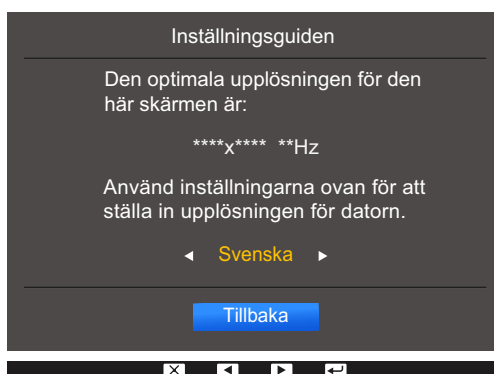 Inställningsguiden
Den optimala upplösningen för den
här skärmen är:
****x**** **Hz
Använd inställningarna ovan för att
ställa in upplösningen för datorn.
Svenska
Tillbaka